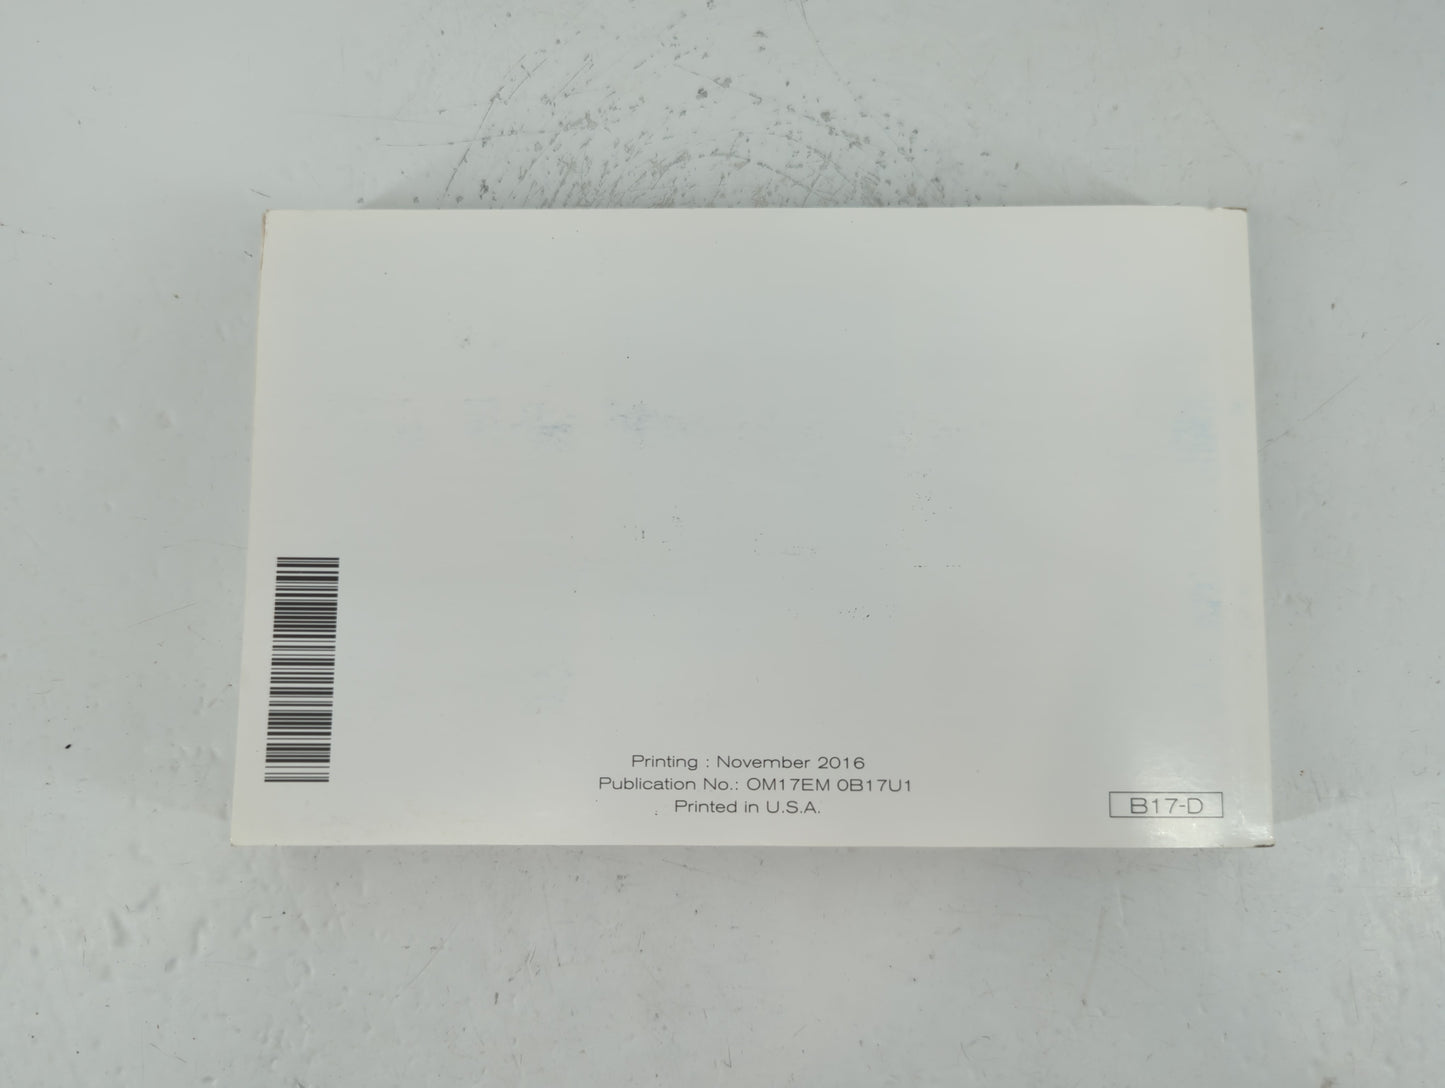 Printing : November 2016
Publication No.: OM17EM 0B17U1
Printed in U.S.A.
B17-D